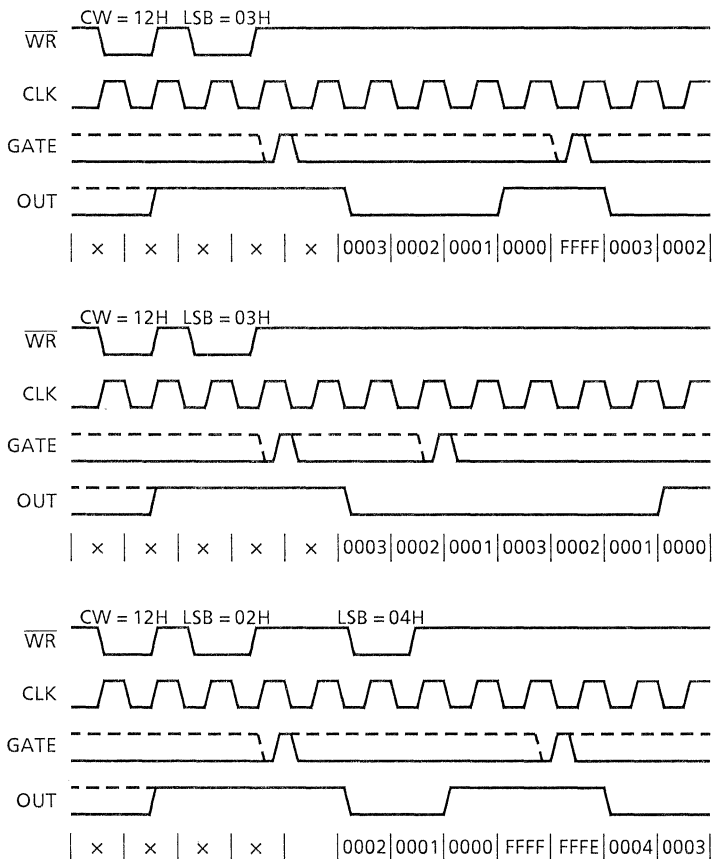 CW = 12H LSB = 03H
WR
CLK
GATE
OUT
| × | × | × | × | × | 0003 | 0002 | 0001 | 0000 | FFFF | 0003 | 0002 |
CW = 12H LSB = 03H
WR
CLK
GATE
OUT
| × | × | × | × | × | 0003 | 0002 | 0001 | 0003 | 0002 | 0001 | 0000 |
CW = 12H LSB = 02H LSB = 04H
WR
CLK
GATE
OUT
| × | × | × | × | | 0002 | 0001 | 0000 | FFFF | FFFE | 0004 | 0003 |